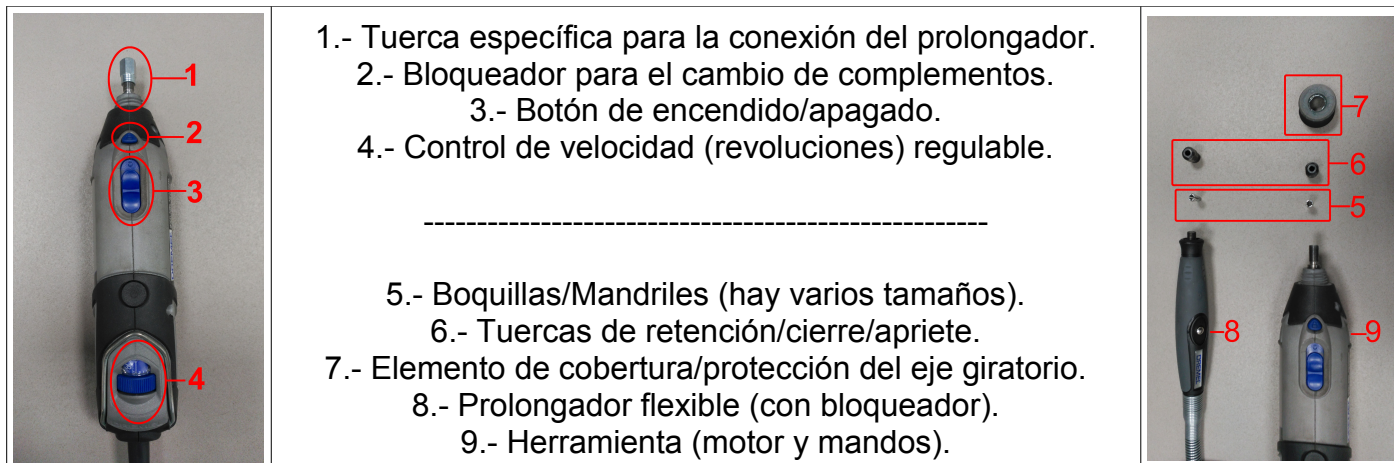 1
2
3
4
1.- Tuerca específica para la conexión del prolongador.
2.- Bloqueador para el cambio de complementos.
3.- Botón de encendido/apagado.
4.- Control de velocidad (revoluciones) regulable.
-----------------------------------------------------
5.- Boquillas/Mandriles (hay varios tamaños).
6.- Tuercas de retención/cierre/apriete.
7.- Elemento de cobertura/protección del eje giratorio.
8.- Prolongador flexible (con bloqueador).
9.- Herramienta (motor y mandos).
7
6
5
8
9